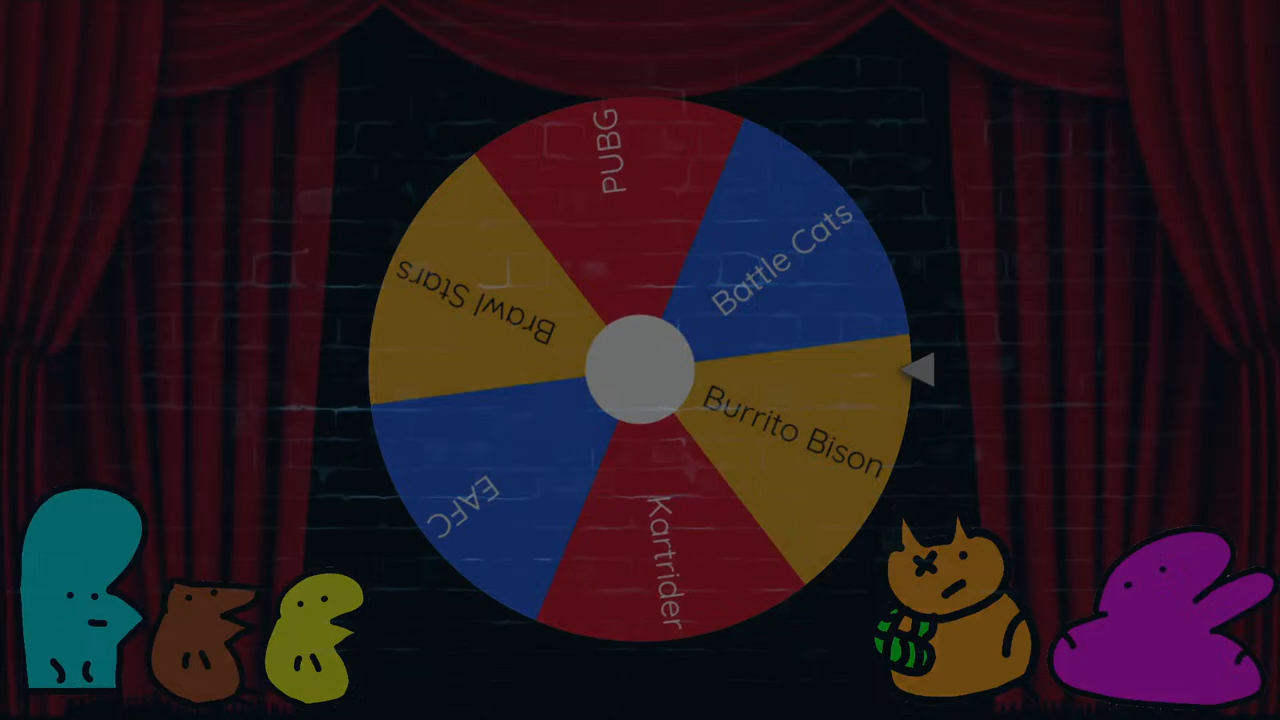 PUBG
Battle Cats
Brawl Stars
Burrito Bison
EAFC
Kartrider